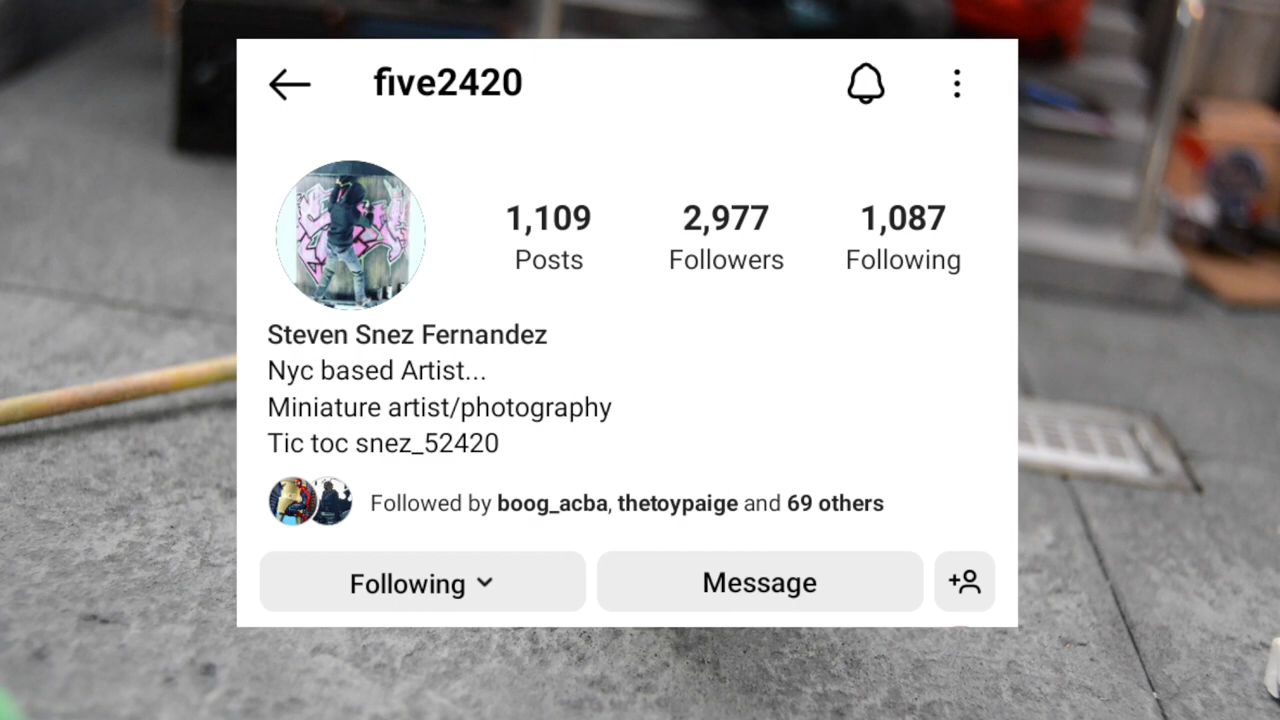 five2420
1,109 2,977 1,087
Posts Followers Following
Steven Snez Fernandez
Nyc based Artist...
Miniature artist/photography
Tic toc snez_52420
Followed by boog_acba, thetoypaige and 69 others
Following Message